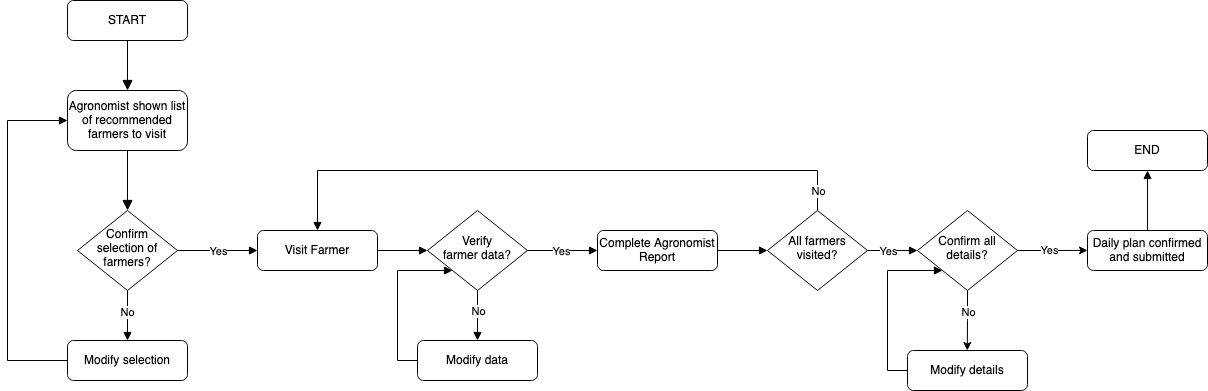 START
Agronomist shown list
of recommended
farmers to visit
Confirm
selection of
farmers?
Yes
No
Modify selection
Visit Farmer
Verify
farmer data?
Yes
No
Modify data
Complete Agronomist
Report
All farmers
visited?
No
Yes
Confirm all
details?
Yes
No
Modify details
Daily plan confirmed
and submitted
END